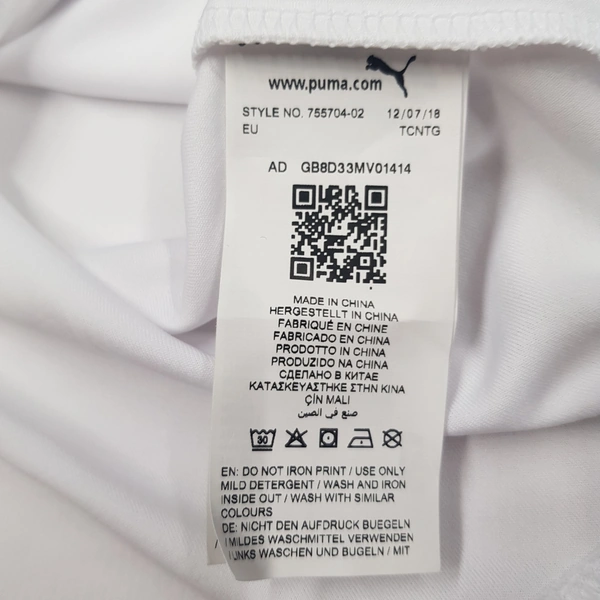 www.puma.com
STYLE NO. 755704-02 12/07/18
EU TCNTG
AD GB8D33MV01414
MADE IN CHINA
HERGESTELLT IN CHINA
FABRIQUÉ EN CHINE
FABRICADO EN CHINA
PRODOTTO IN CHINA
PRODUZIDO NA CHINA
СДЕЛАНО В КИТАЕ
ΚΑΤΑΣΚΕΥΑΣΤΗΚΕ ΣΤΗΝ ΚΙΝΑ
ÇİN MALI
صنع في الصين
30
EN: DO NOT IRON PRINT / USE ONLY
MILD DETERGENT / WASH AND IRON
INSIDE OUT / WASH WITH SIMILAR
COLOURS
DE: NICHT DEN AUFDRUCK BUEGELN
/ MILDES WASCHMITTEL VERWENDEN
WASCHEN UND BUGELN / MIT